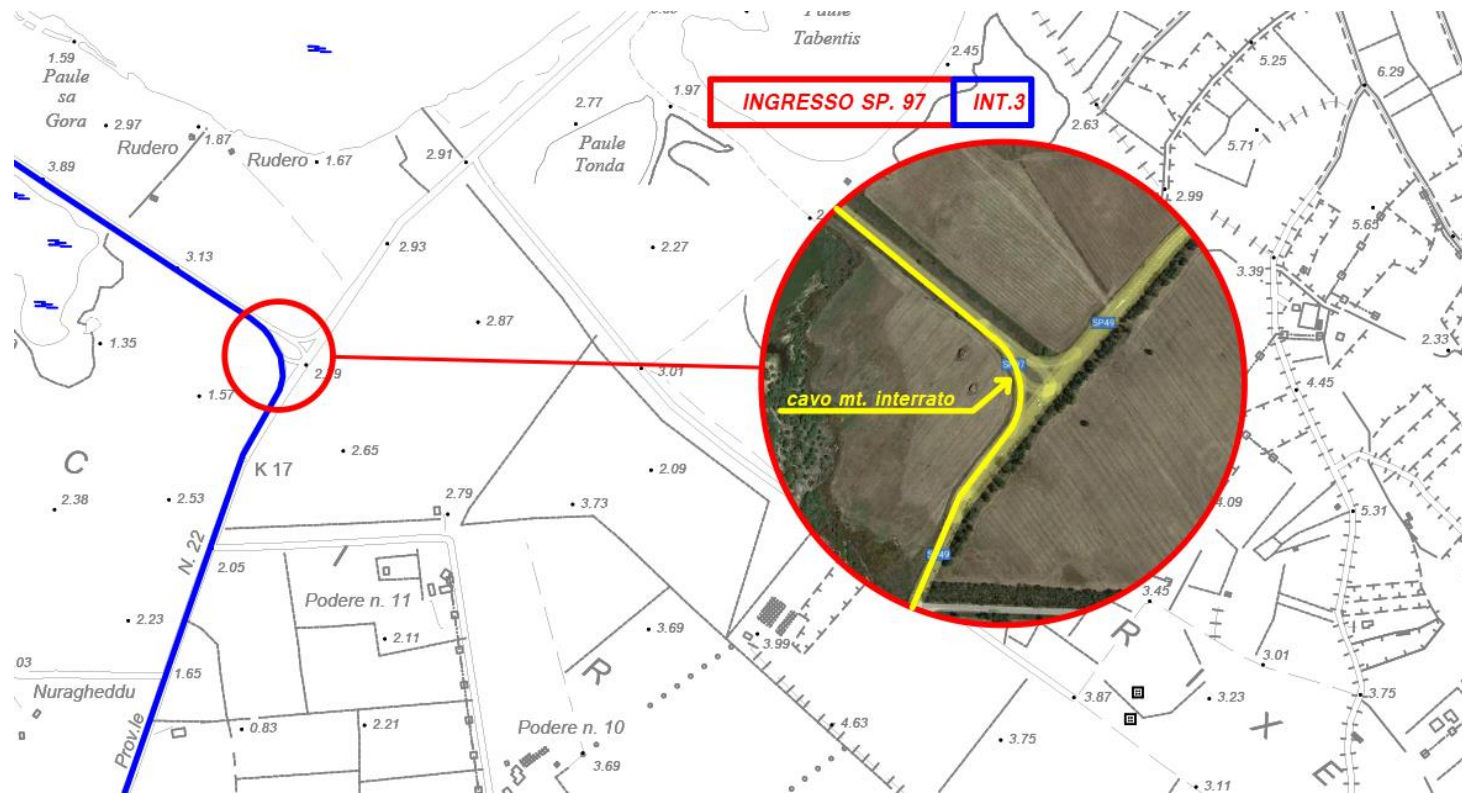 Paule
Tabentis
1.59
Paule
sa
Gora
2.97
1.87
Rudero
Rudero
1.67
2.91
2.77
Paule
Tonda
1.97
2.45
INGRESSO SP. 97
INT.3
2.63
5.25
5.71
6.29
2.99
5.65
3.89
3.13
2.93
2.27
3.39
2.87
1.35
3.01
2.33
1.57
4.45
SP49
cavo mt. interrato
C
K 17
2.65
2.09
2.38
2.53
2.79
3.73
4.09
5.31
N. 22
2.05
Podere n. 11
2.23
2.11
3.69
3.99
3.45
R
3.01
03
1.65
Nuragheddu
R
3.87
3.23
3.75
Prov.le
0.83
2.21
Podere n. 10
4.63
3.75
X
3.69
3.11
E